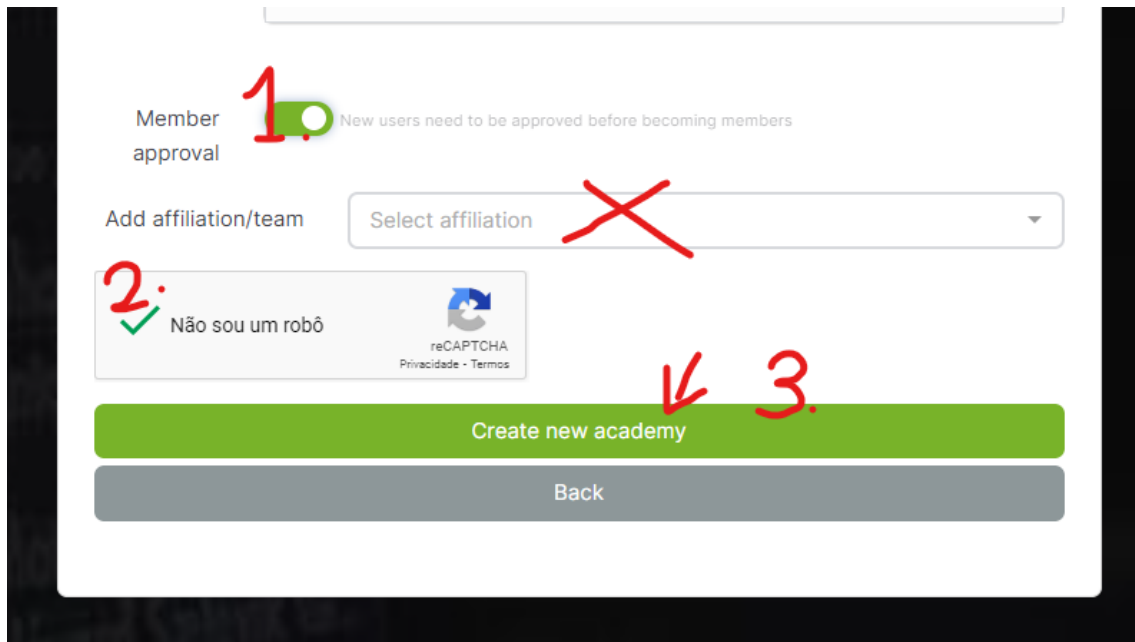 1.
Member
approval
New users need to be approved before becoming members
Add affiliation/team
Select affiliation
2.
Não sou um robô
reCAPTCHA
Privacidade - Termos
3.
Create new academy
Back